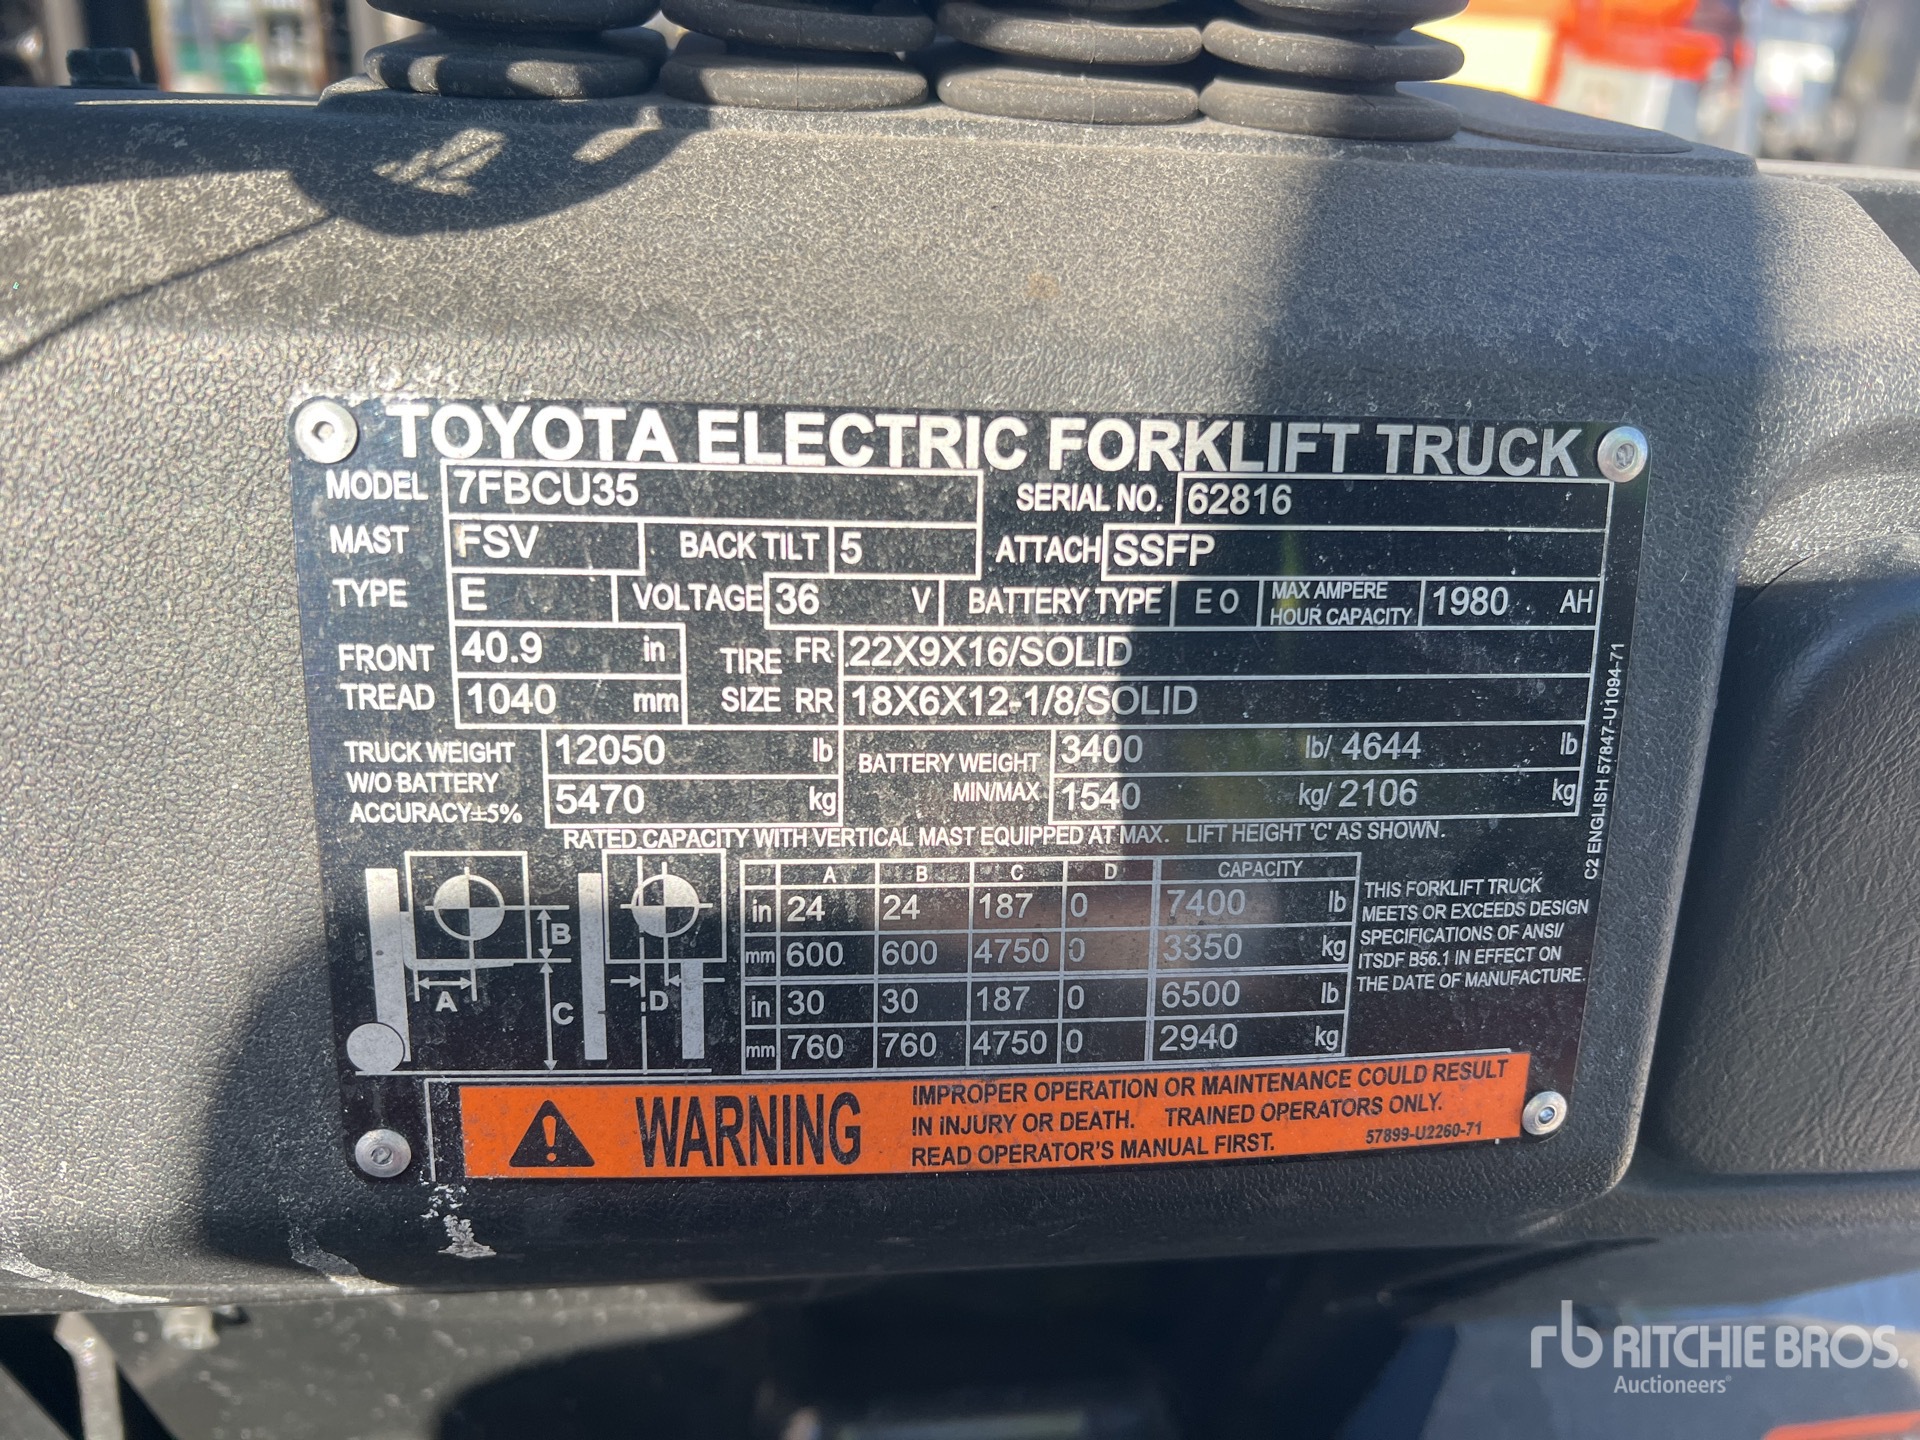 TOYOTA ELECTRIC FORKLIFT TRUCK
MODEL 7FBCU35 SERIAL NO. 62816
MAST FSV BACK TILT 5 ATTACH SSFP
TYPE E VOLTAGE 36 V BATTERY TYPE E O MAX AMPERE HOUR CAPACITY 1980 AH
FRONT TREAD 40.9 in TIRE SIZE FR 22X9X16/SOLID
1040 mm RR 18X6X12-1/8/SOLID
TRUCK WEIGHT W/O BATTERY ACCURACY±5% 12050 lb BATTERY WEIGHT MIN/MAX 3400 lb/ 4644 lb
5470 kg 1540 kg/ 2106 kg
RATED CAPACITY WITH VERTICAL MAST EQUIPPED AT MAX. LIFT HEIGHT 'C' AS SHOWN.
A B C D CAPACITY
in 24 24 187 0 7400 lb
mm 600 600 4750 0 3350 kg
in 30 30 187 0 6500 lb
mm 760 760 4750 0 2940 kg
B
A
C
D
THIS FORKLIFT TRUCK
MEETS OR EXCEEDS DESIGN
SPECIFICATIONS OF ANSI/
ITSDF B56.1 IN EFFECT ON
THE DATE OF MANUFACTURE.
C2 ENGLISH 57847-U1094-71
WARNING
IMPROPER OPERATION OR MAINTENANCE COULD RESULT
IN INJURY OR DEATH. TRAINED OPERATORS ONLY.
READ OPERATOR'S MANUAL FIRST. 57899-U2260-71
rb RITCHIE BROS.
Auctioneers